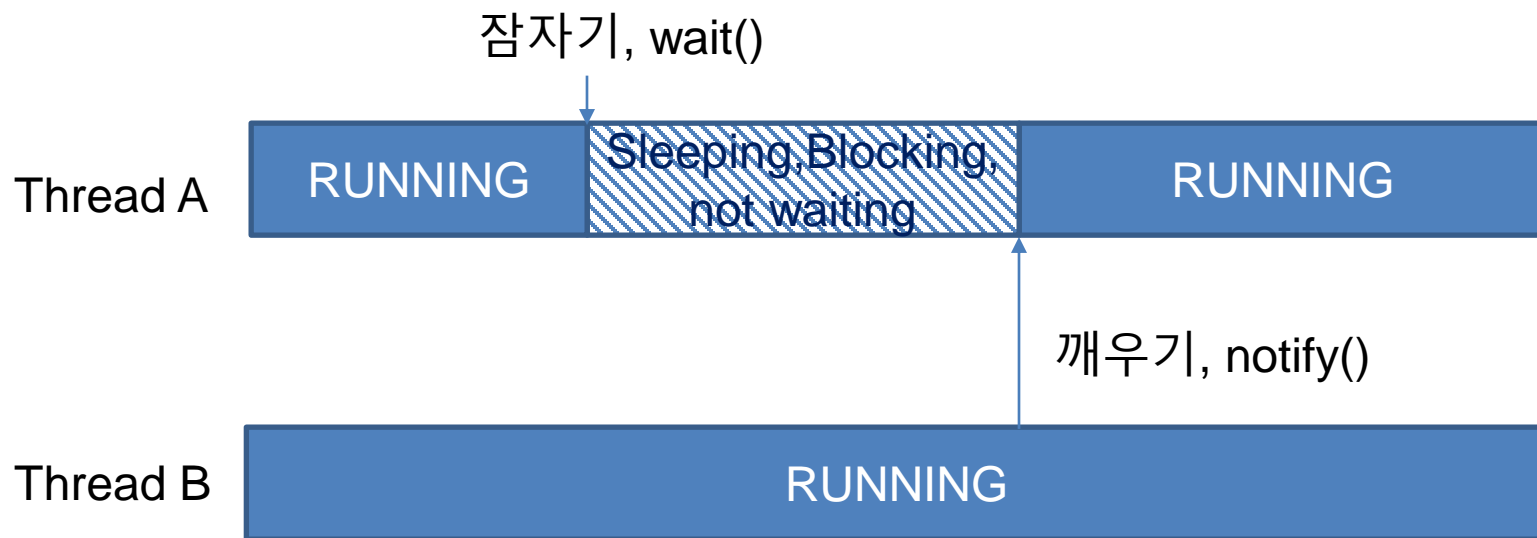 잠자기, wait()
Thread A
RUNNING
Sleeping,Blocking,
not waiting
RUNNING
깨우기, notify()
Thread B
RUNNING